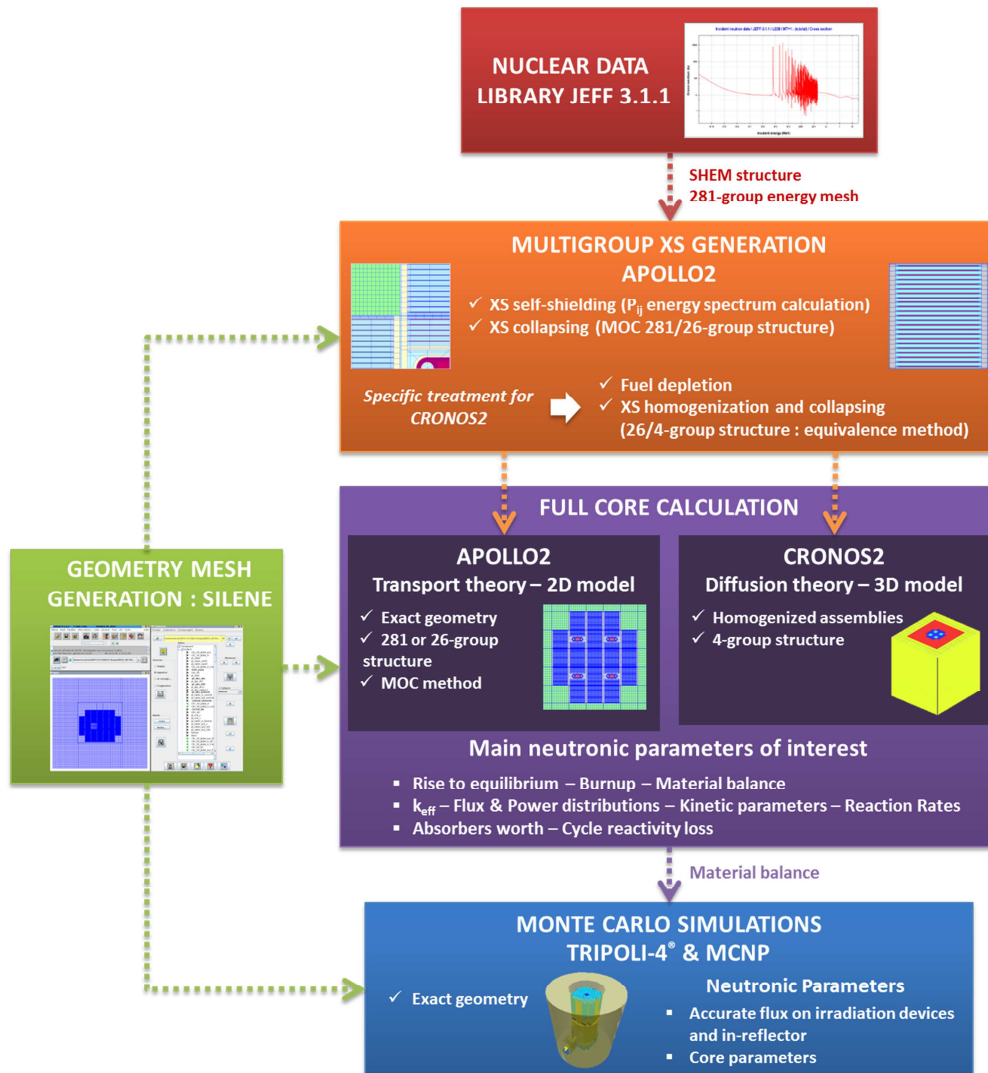 NUCLEAR DATA
LIBRARY JEFF 3.1.1
SHEM structure
281-group energy mesh
MULTIGROUP XS GENERATION
APOLLO2
✓ XS self-shielding (Pij energy spectrum calculation)
✓ XS collapsing (MOC 281/26-group structure)
Specific treatment for
CRONOS2
✓ Fuel depletion
✓ XS homogenization and collapsing
(26/4-group structure : equivalence method)
FULL CORE CALCULATION
GEOMETRY MESH
GENERATION : SILENE
APOLLO2
Transport theory – 2D model
✓ Exact geometry
✓ 281 or 26-group
structure
✓ MOC method
CRONOS2
Diffusion theory – 3D model
✓ Homogenized assemblies
✓ 4-group structure
Main neutronic parameters of interest
▪ Rise to equilibrium – Burnup – Material balance
▪ keff – Flux & Power distributions – Kinetic parameters – Reaction Rates
▪ Absorbers worth – Cycle reactivity loss
Material balance
MONTE CARLO SIMULATIONS
TRIPOLI-4® & MCNP
✓ Exact geometry
Neutronic Parameters
▪ Accurate flux on irradiation devices
and in-reflector
▪ Core parameters